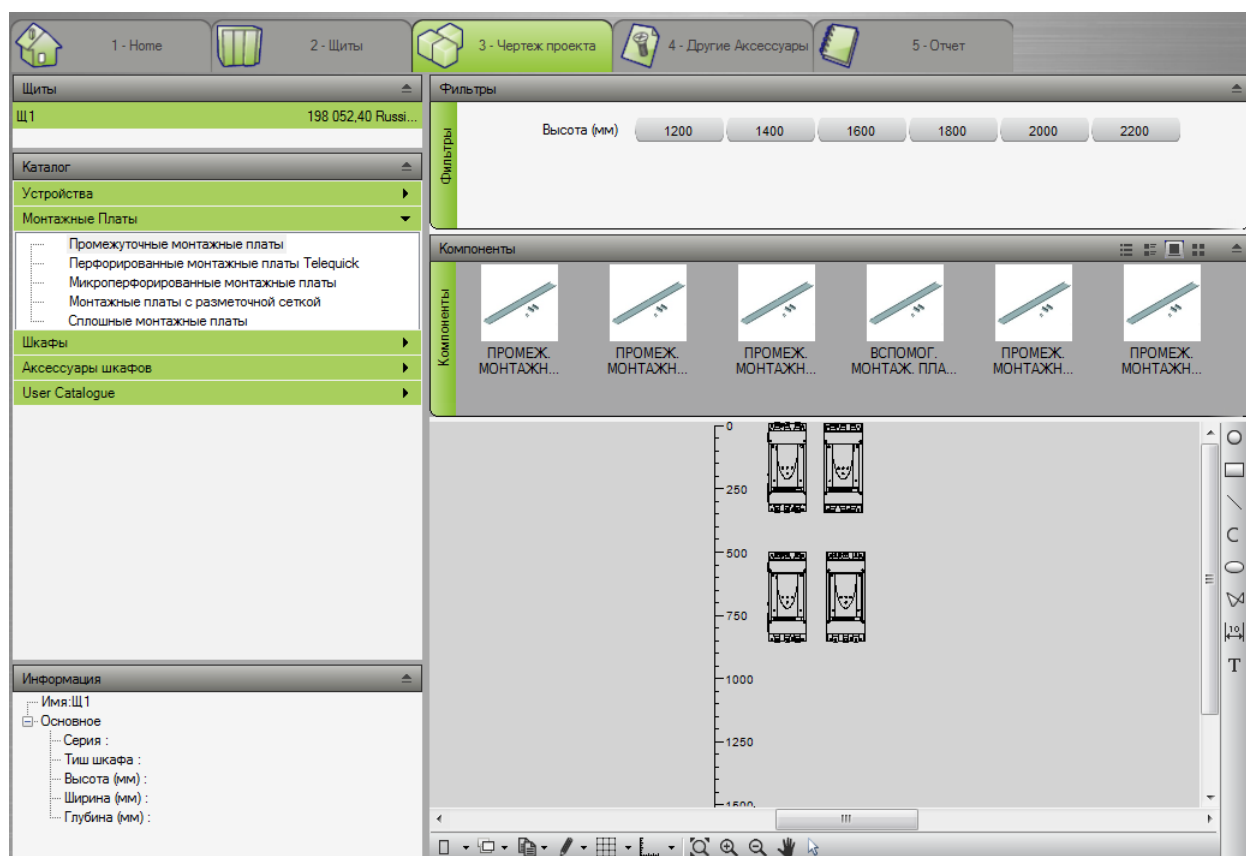 1 - Home
2 - Щиты
3 - Чертеж проекта
4 - Другие Аксессуары
5 - Отчет
Щиты
Щ1 198 052,40 Russi...
Каталог
Устройства
Монтажные Платы
Промежуточные монтажные платы
Перфорированные монтажные платы Telequick
Микроперфорированные монтажные платы
Монтажные платы с разметочной сеткой
Сплошные монтажные платы
Шкафы
Аксессуары шкафов
User Catalogue
Информация
Имя:Щ1
Основное
Серия :
Тиш шкафа :
Высота (мм) :
Ширина (мм) :
Глубина (мм) :
Фильтры
Фильтры
Высота (мм) 1200 1400 1600 1800 2000 2200
Компоненты
Компоненты
ПРОМЕЖ. МОНТАЖН...
ПРОМЕЖ. МОНТАЖН...
ПРОМЕЖ. МОНТАЖН...
ВСПОМОГ. МОНТАЖ. ПЛА...
ПРОМЕЖ. МОНТАЖН...
ПРОМЕЖ. МОНТАЖН...
0
250
500
750
1000
1250
1500
10
T